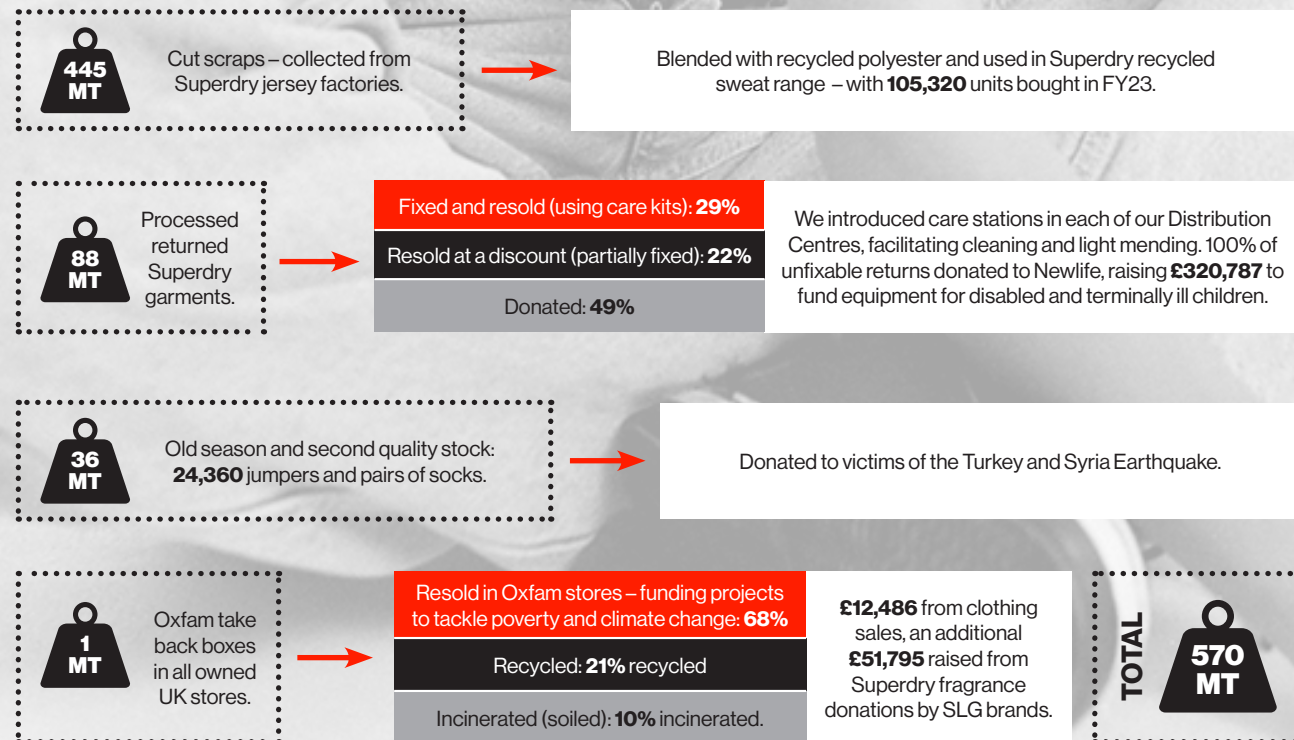 445
MT
Cut scraps – collected from
Superdry jersey factories.
Blended with recycled polyester and used in Superdry recycled
sweat range – with 105,320 units bought in FY23.
88
MT
Processed
returned
Superdry
garments.
Fixed and resold (using care kits): 29%
Resold at a discount (partially fixed): 22%
Donated: 49%
We introduced care stations in each of our Distribution
Centres, facilitating cleaning and light mending. 100% of
unfixable returns donated to Newlife, raising £320,787 to
fund equipment for disabled and terminally ill children.
36
MT
Old season and second quality stock:
24,360 jumpers and pairs of socks.
Donated to victims of the Turkey and Syria Earthquake.
1
MT
Oxfam take
back boxes
in all owned
UK stores.
Resold in Oxfam stores – funding projects
to tackle poverty and climate change: 68%
Recycled: 21% recycled
Incinerated (soiled): 10% incinerated.
£12,486 from clothing
sales, an additional
£51,795 raised from
Superdry fragrance
donations by SLG brands.
TOTAL
570
MT